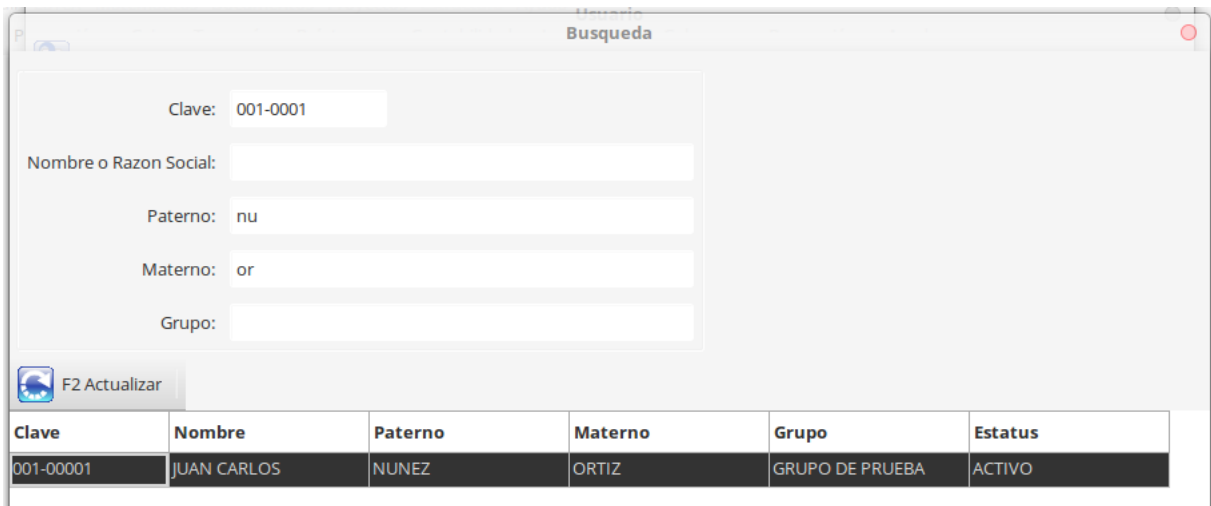 Usuario
Busqueda
Clave: 001-0001
Nombre o Razon Social:
Paterno: nu
Materno: or
Grupo:
F2 Actualizar
Clave Nombre Paterno Materno Grupo Estatus
001-00001 JUAN CARLOS NUNEZ ORTIZ GRUPO DE PRUEBA ACTIVO